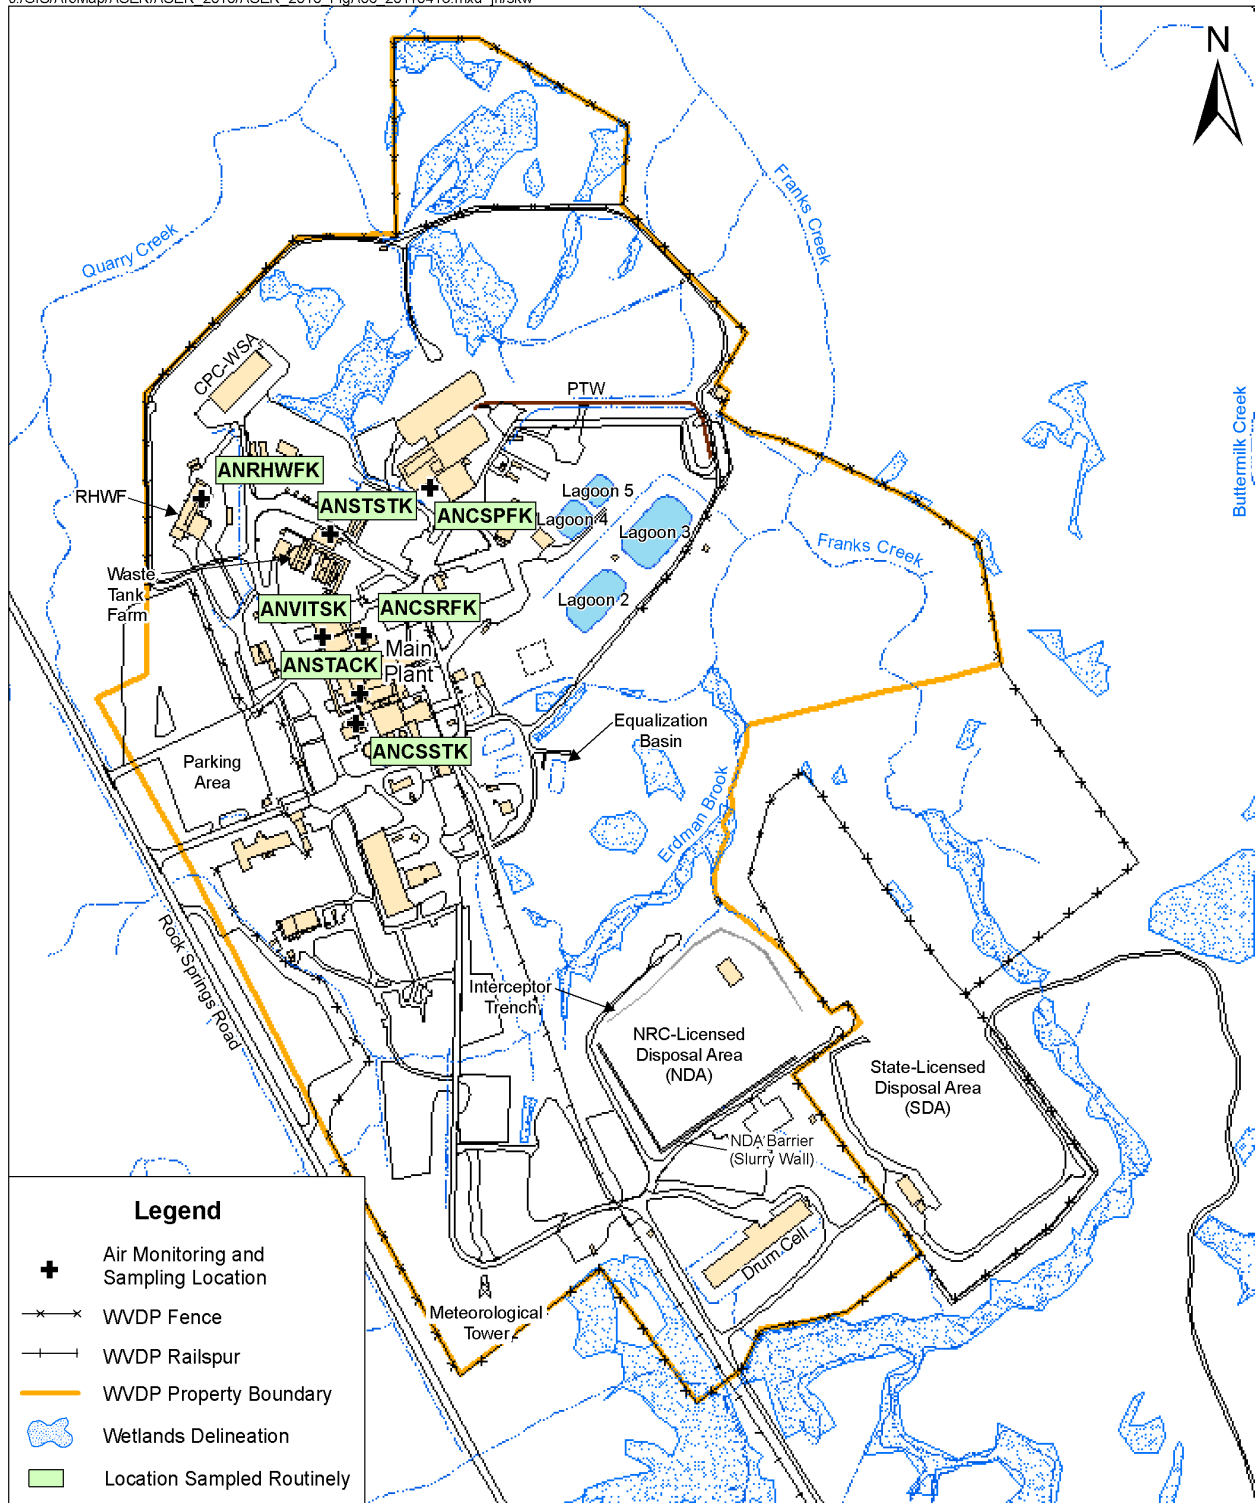 N
Quarry Creek
Franks Creek
CPC-WSA
PTW
Buttermilk Creek
ANRHWFK
RHWF
ANSTSTK
ANCSPFK
Lagoon 5
Lagoon 4
Lagoon 3
Franks Creek
Waste
Tank
Farm
Lagoon 2
ANVITSK
ANCSRFK
Main
Plant
ANSTACK
Equalization
Basin
ANCSSTK
Parking
Area
Erdman Brook
Rock Springs Road
Interceptor
Trench
NRC-Licensed
Disposal Area
(NDA)
State-Licensed
Disposal Area
(SDA)
NDA Barrier
(Slurry Wall)
Drum Cell
Meteorological
Tower
Legend
Air Monitoring and
Sampling Location
WVDP Fence
WVDP Railspur
WVDP Property Boundary
Wetlands Delineation
Location Sampled Routinely